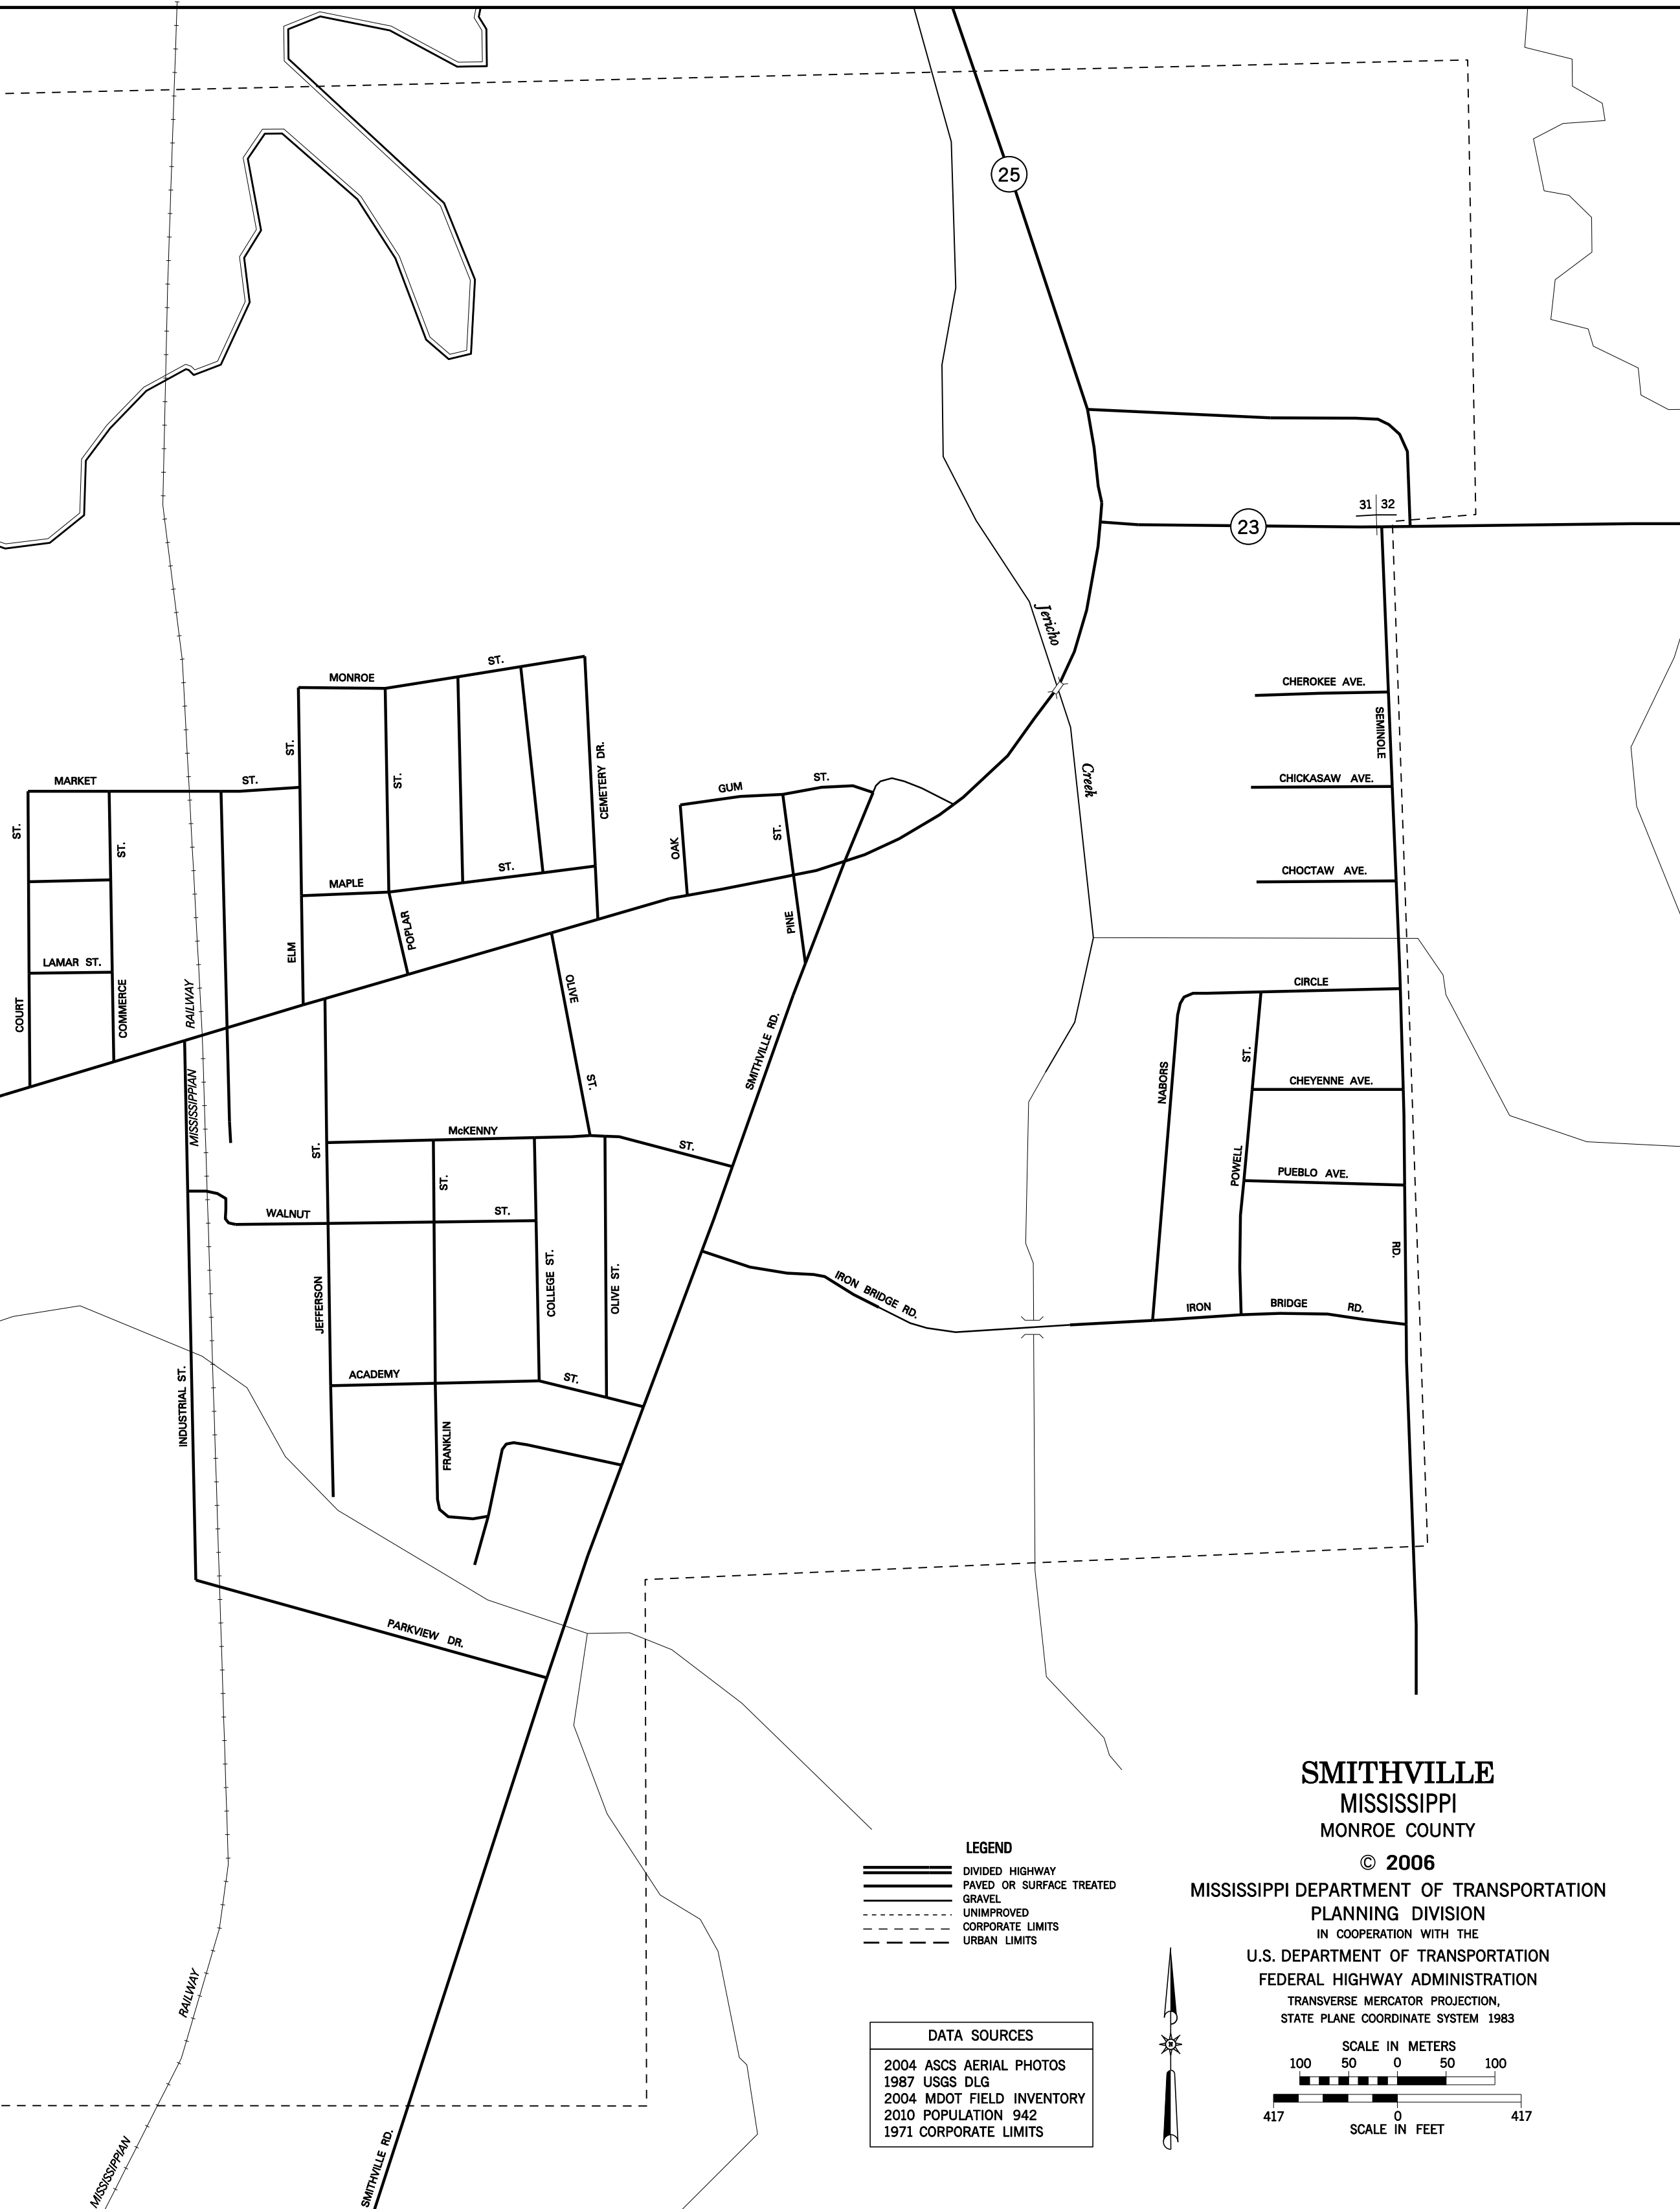 25
31 32
23
Jericho
Creek
MONROE ST.
CHEROKEE AVE.
SEMINOLE RD.
CHICKASAW AVE.
CHOCTAW AVE.
MARKET ST.
ST.
ST.
ST.
ST.
CEMETERY DR.
GUM ST.
OAK
ST.
PINE
MAPLE ST.
POPLAR
ELM
LAMAR ST.
COURT
COMMERCE
RAILWAY
MISSISSIPPIAN
OLIVE ST.
SMITHVILLE RD.
CIRCLE
NABORS
ST.
POWELL
CHEYENNE AVE.
PUEBLO AVE.
McKENNY ST.
ST.
ST.
WALNUT ST.
JEFFERSON
COLLEGE ST.
OLIVE ST.
IRON BRIDGE RD.
IRON BRIDGE RD.
ACADEMY ST.
INDUSTRIAL ST.
FRANKLIN
PARKVIEW DR.
RAILWAY
MISSISSIPPIAN
SMITHVILLE RD.
LEGEND
DIVIDED HIGHWAY
PAVED OR SURFACE TREATED
GRAVEL
UNIMPROVED
CORPORATE LIMITS
URBAN LIMITS
DATA SOURCES
2004 ASCS AERIAL PHOTOS
1987 USGS DLG
2004 MDOT FIELD INVENTORY
2010 POPULATION 942
1971 CORPORATE LIMITS
SMITHVILLE
MISSISSIPPI
MONROE COUNTY
© 2006
MISSISSIPPI DEPARTMENT OF TRANSPORTATION
PLANNING DIVISION
IN COOPERATION WITH THE
U.S. DEPARTMENT OF TRANSPORTATION
FEDERAL HIGHWAY ADMINISTRATION
TRANSVERSE MERCATOR PROJECTION,
STATE PLANE COORDINATE SYSTEM 1983
SCALE IN METERS
100 50 0 50 100
417 0 417
SCALE IN FEET